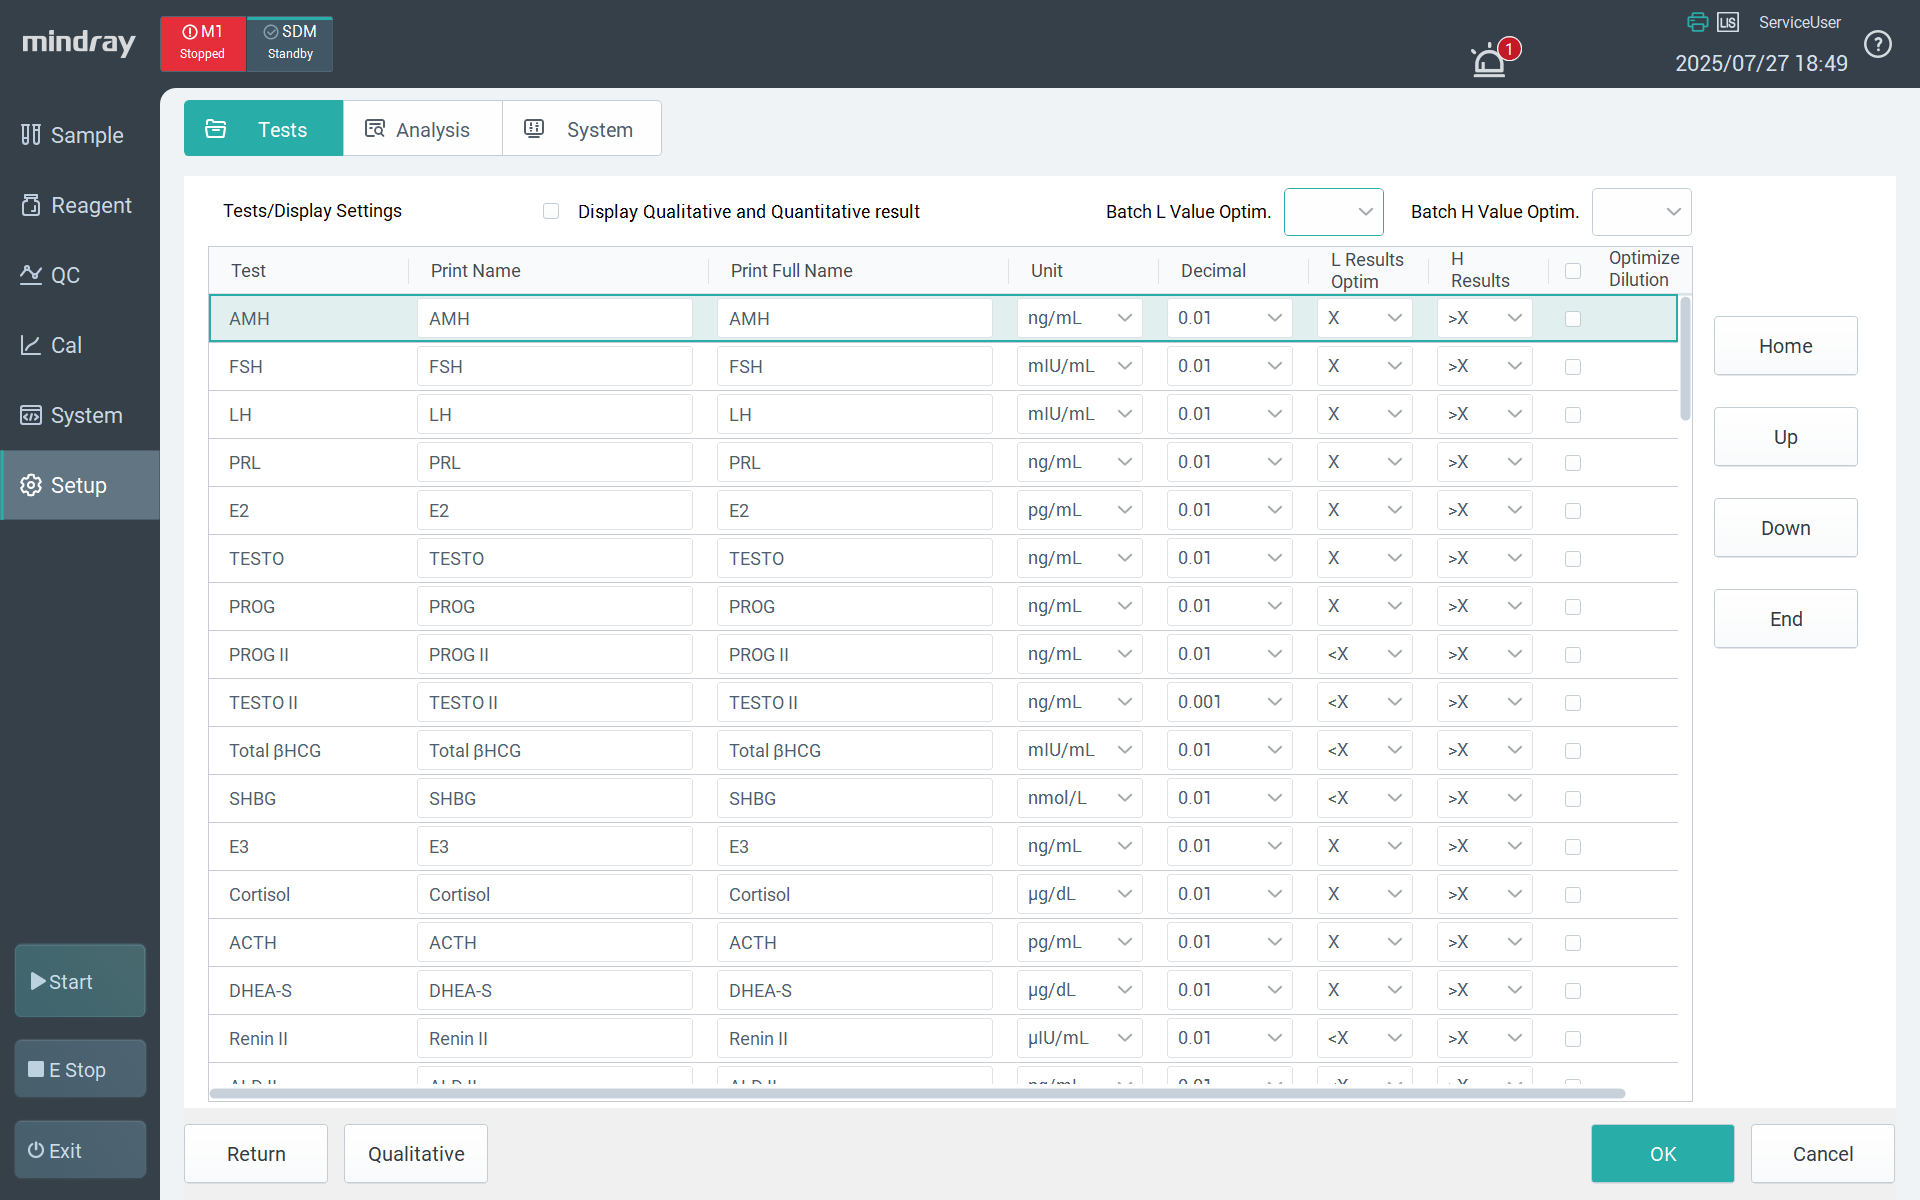 mindray
M1
Stopped
SDM
Standby
1
LIS
ServiceUser
2025/07/27 18:49
?
Sample
Reagent
QC
Cal
System
Setup
Start
E Stop
Exit
Tests
Analysis
System
Tests/Display Settings
Display Qualitative and Quantitative result
Batch L Value Optim.
Batch H Value Optim.
Test Print Name Print Full Name Unit Decimal L Results Optim H Results Optimize Dilution
AMH AMH AMH ng/mL 0.01 X >X
FSH FSH FSH mIU/mL 0.01 X >X
LH LH LH mIU/mL 0.01 X >X
PRL PRL PRL ng/mL 0.01 X >X
E2 E2 E2 pg/mL 0.01 X >X
TESTO TESTO TESTO ng/mL 0.01 X >X
PROG PROG PROG ng/mL 0.01 X >X
PROG II PROG II PROG II ng/mL 0.01 <X >X
TESTO II TESTO II TESTO II ng/mL 0.001 <X >X
Total βHCG Total βHCG Total βHCG mIU/mL 0.01 <X >X
SHBG SHBG SHBG nmol/L 0.01 <X >X
E3 E3 E3 ng/mL 0.01 X >X
Cortisol Cortisol Cortisol µg/dL 0.01 X >X
ACTH ACTH ACTH pg/mL 0.01 X >X
DHEA-S DHEA-S DHEA-S µg/dL 0.01 X >X
Renin II Renin II Renin II µIU/mL 0.01 <X >X
Home
Up
Down
End
Return
Qualitative
OK
Cancel